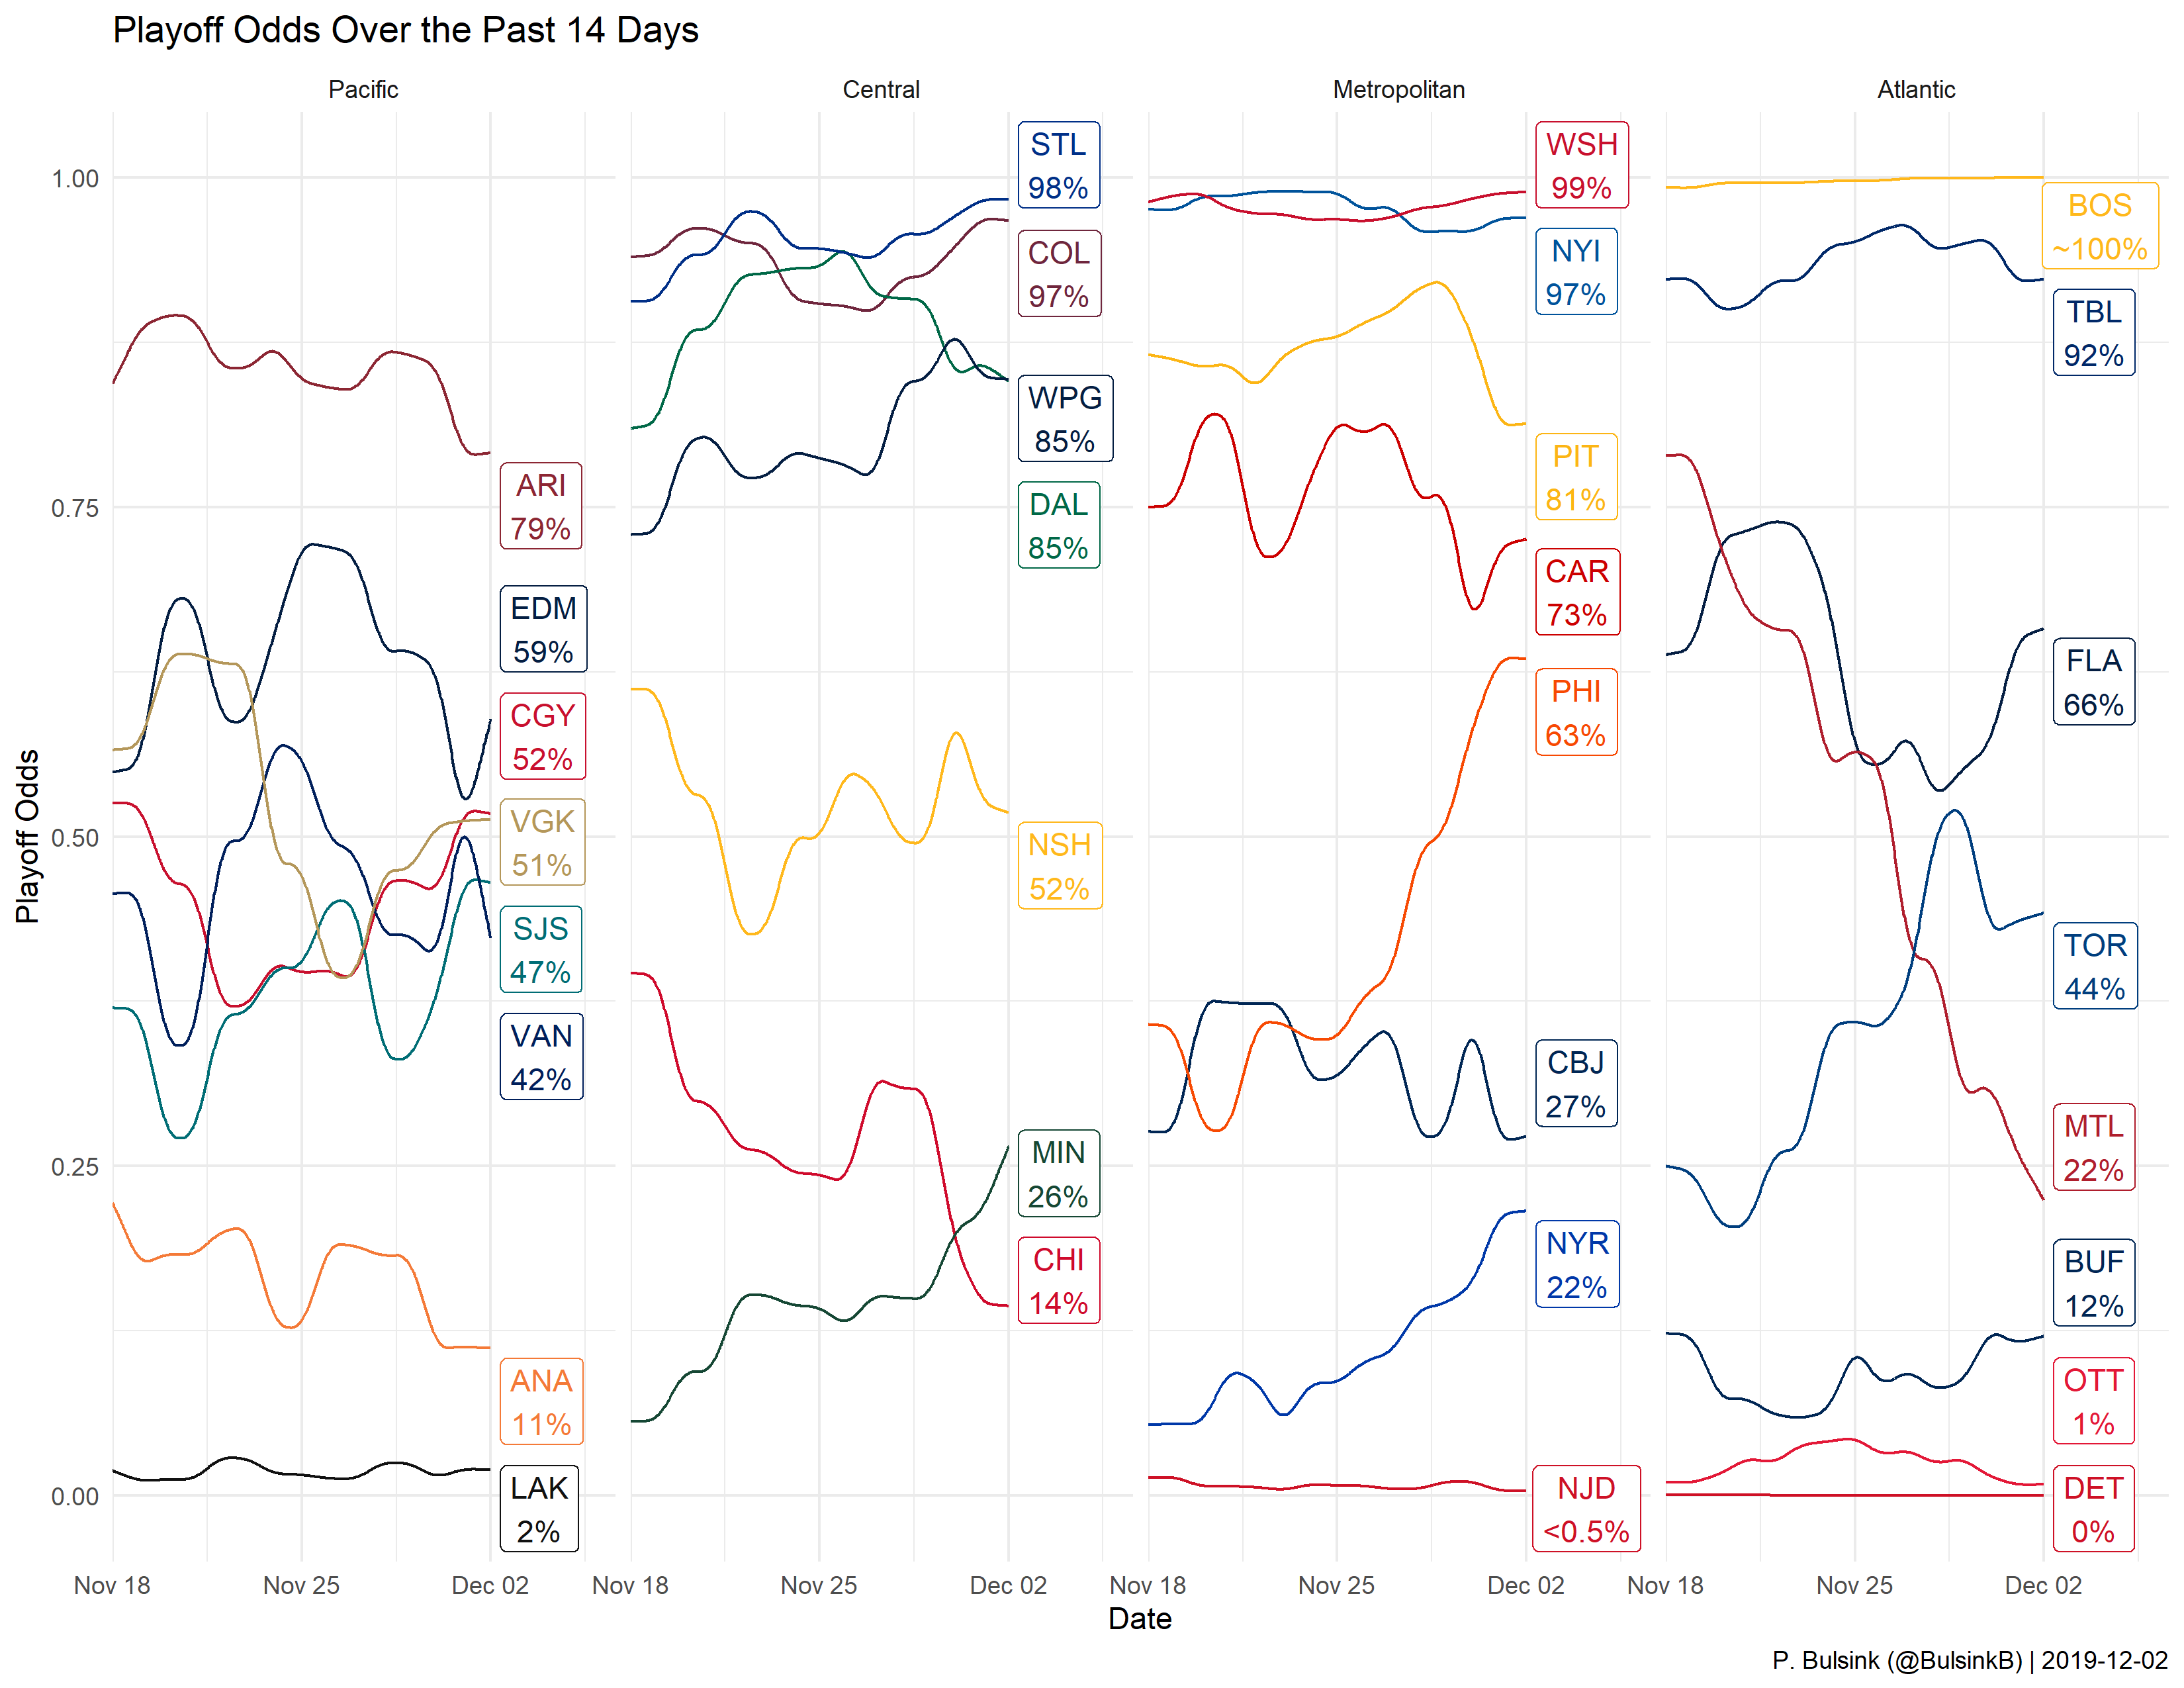 Playoff Odds Over the Past 14 Days
Pacific
Central
Metropolitan
Atlantic
Playoff Odds
1.00
0.75
0.50
0.25
0.00
ARI
79%
EDM
59%
CGY
52%
VGK
51%
SJS
47%
VAN
42%
ANA
11%
LAK
2%
STL
98%
COL
97%
WPG
85%
DAL
85%
NSH
52%
MIN
26%
CHI
14%
WSH
99%
NYI
97%
PIT
81%
CAR
73%
PHI
63%
CBJ
27%
NYR
22%
NJD
<0.5%
BOS
~100%
TBL
92%
FLA
66%
TOR
44%
MTL
22%
BUF
12%
OTT
1%
DET
0%
Nov 18
Nov 25
Dec 02
Nov 18
Nov 25
Dec 02
Nov 18
Nov 25
Dec 02
Nov 18
Nov 25
Dec 02
Date
P. Bulsink (@BulsinkB) | 2019-12-02